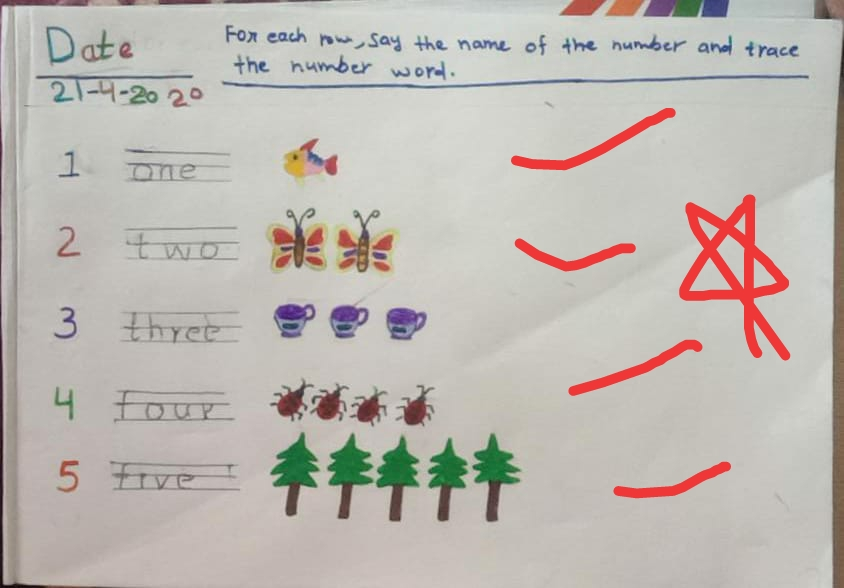 Date
For each row, say the name of the number and trace
the number word.
21-4-2020
1 one
2 two
3 three
4 four
5 five